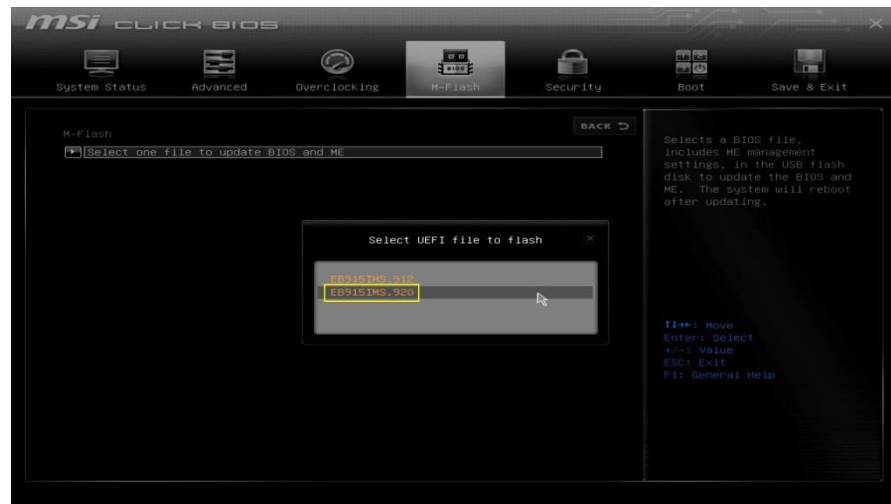 msi CLICK BIOS
System Status
Advanced
Overclocking
M-Flash
Security
Boot
Save & Exit
M-Flash
BACK
Select one file to update BIOS and ME
Select UEFI file to flash
EB915IMS.912
EB915IMS.920
Selects a BIOS file,
includes ME management
settings, in the USB flash
disk to update the BIOS and
ME. The system will reboot
after updating.
↑↓←→: Move
Enter: Select
+/-: Value
ESC: Exit
F1: General Help